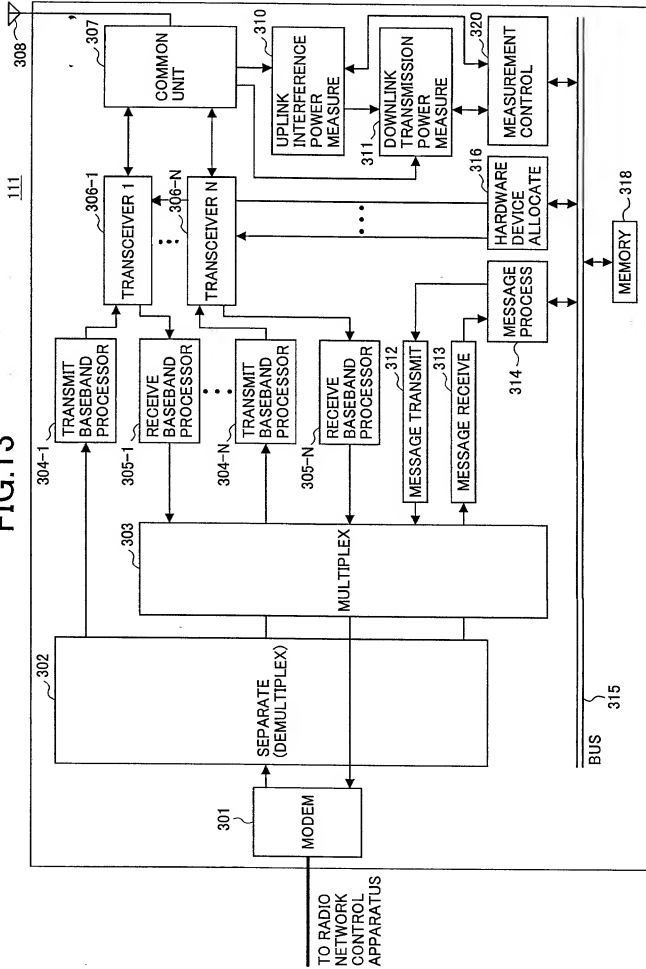 FIG.13
111
308
307
COMMON
UNIT
310
UPLINK
INTERFERENCE
POWER
MEASURE
311
DOWNLINK
TRANSMISSION
POWER
MEASURE
320
MEASUREMENT
CONTROL
306-1
TRANSCEIVER 1
306-N
TRANSCEIVER N
316
HARDWARE
DEVICE
ALLOCATE
318
MEMORY
304-1
TRANSMIT
BASEBAND
PROCESSOR
305-1
RECEIVE
BASEBAND
PROCESSOR
304-N
TRANSMIT
BASEBAND
PROCESSOR
305-N
RECEIVE
BASEBAND
PROCESSOR
312
MESSAGE TRANSMIT
313
MESSAGE RECEIVE
MESSAGE
PROCESS
314
303
MULTIPLEX
302
SEPARATE
(DEMULTIPLEX)
315
BUS
301
MODEM
TO RADIO
NETWORK
CONTROL
APPARATUS